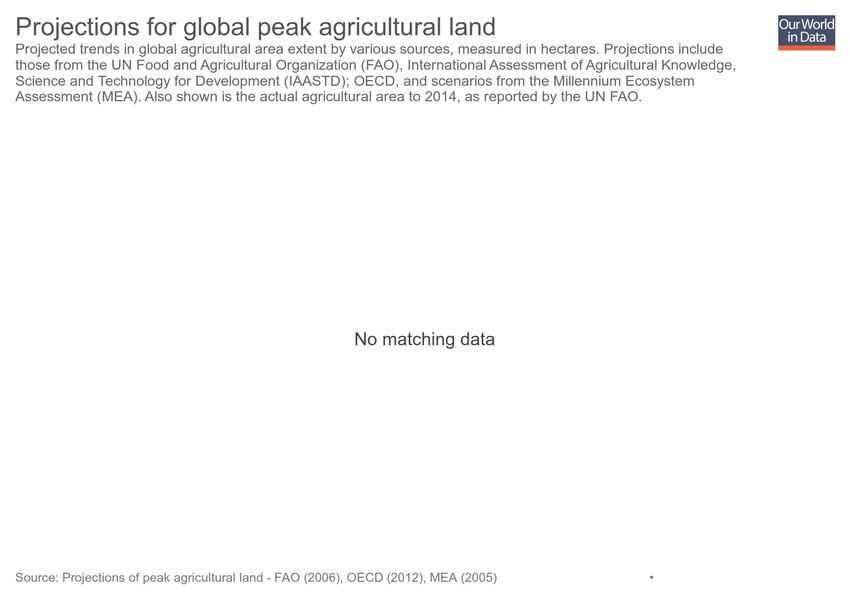 Projections for global peak agricultural land
Our World
in Data
Projected trends in global agricultural area extent by various sources, measured in hectares. Projections include
those from the UN Food and Agricultural Organization (FAO), International Assessment of Agricultural Knowledge,
Science and Technology for Development (IAASTD); OECD, and scenarios from the Millennium Ecosystem
Assessment (MEA). Also shown is the actual agricultural area to 2014, as reported by the UN FAO.
No matching data
Source: Projections of peak agricultural land - FAO (2006), OECD (2012), MEA (2005) •